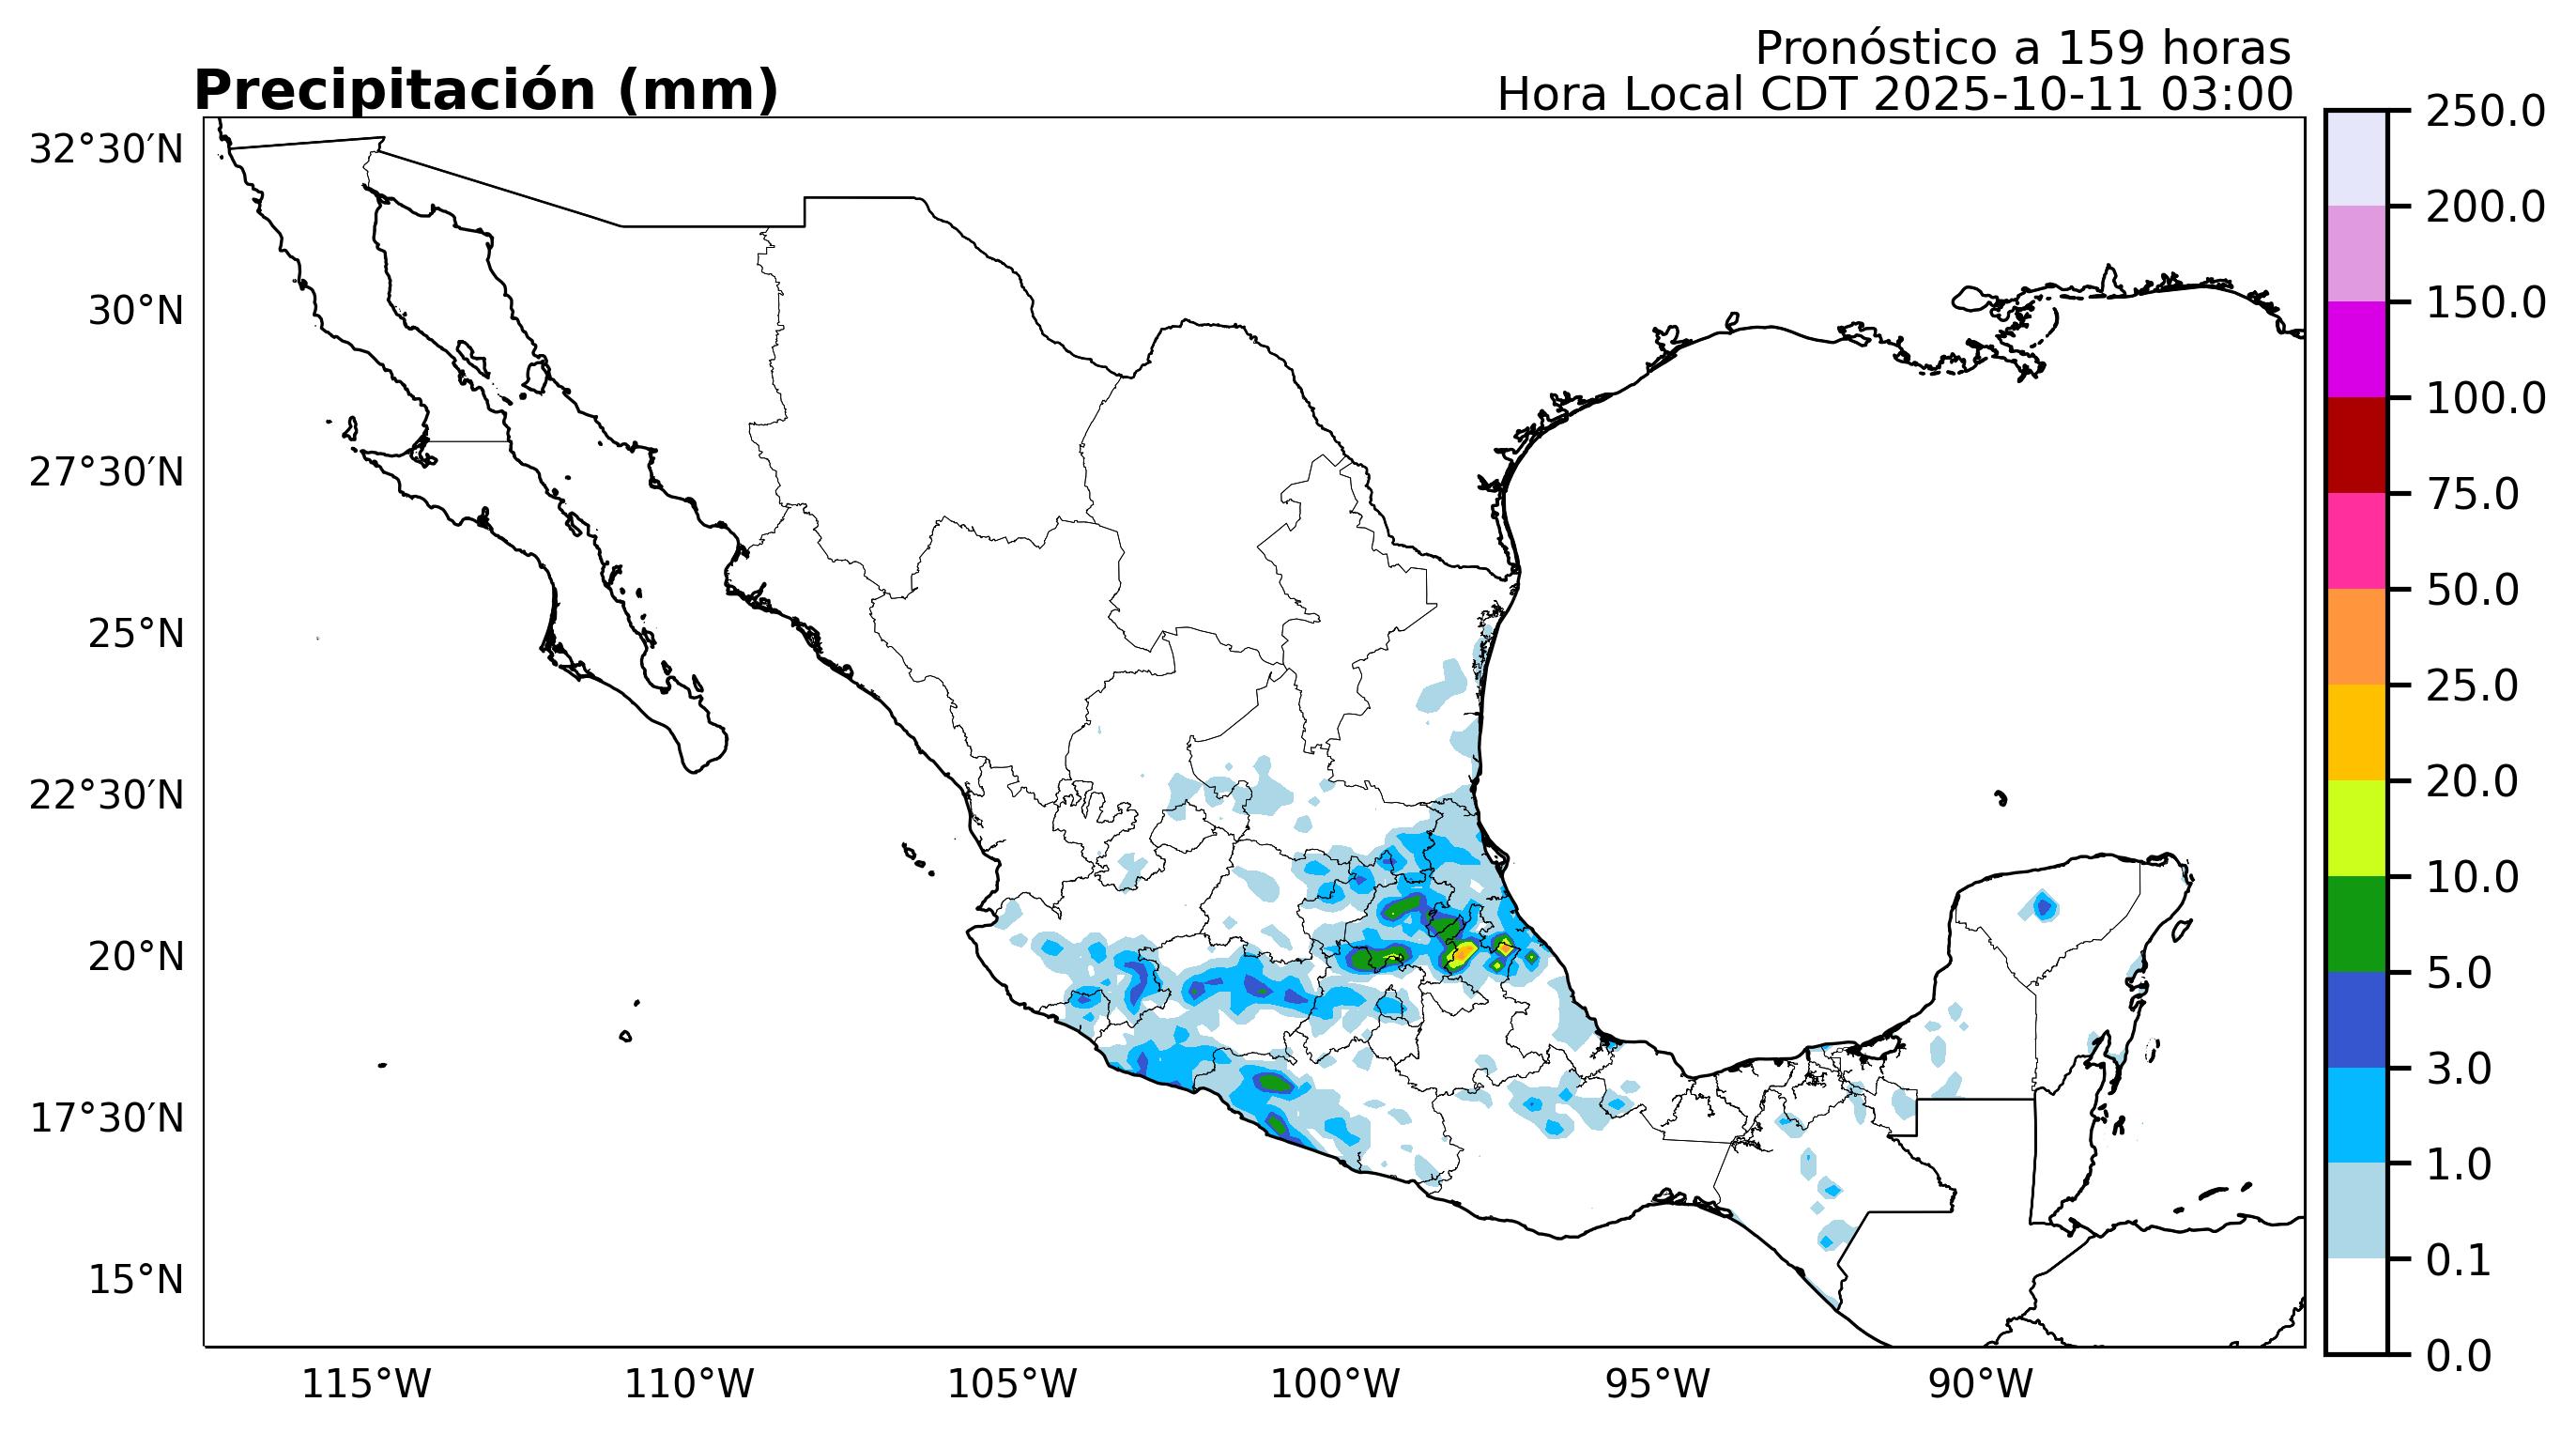 Pronóstico a 159 horas
Precipitación (mm)
Hora Local CDT 2025-10-11 03:00
32°30′N
30°N
27°30′N
25°N
22°30′N
20°N
17°30′N
15°N
115°W
110°W
105°W
100°W
95°W
90°W
250.0
200.0
150.0
100.0
75.0
50.0
25.0
20.0
10.0
5.0
3.0
1.0
0.1
0.0